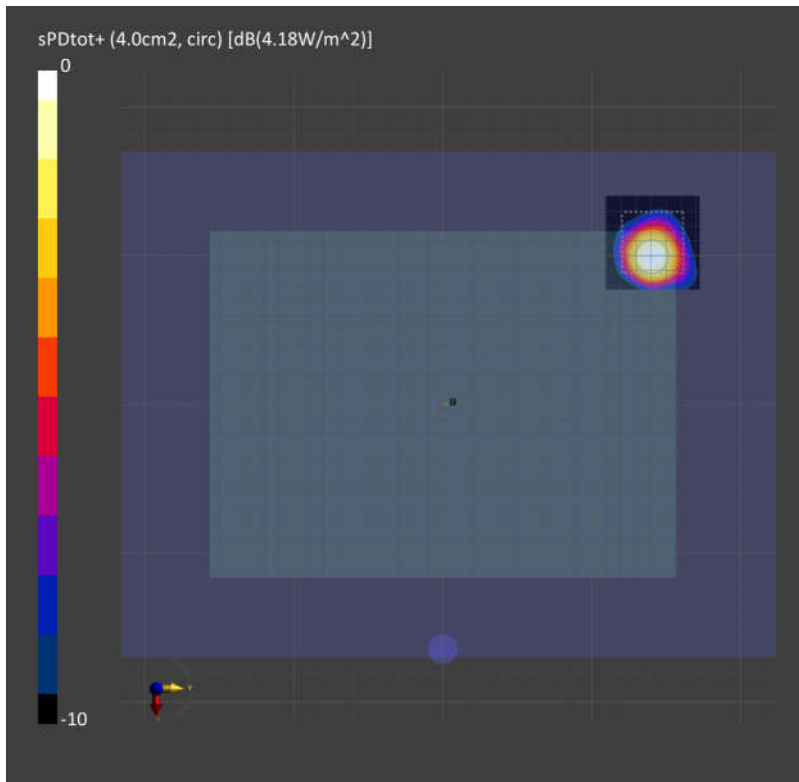 sPDtot+ (4.0cm2, circ) [dB(4.18W/m^2)]
0
-10
Y